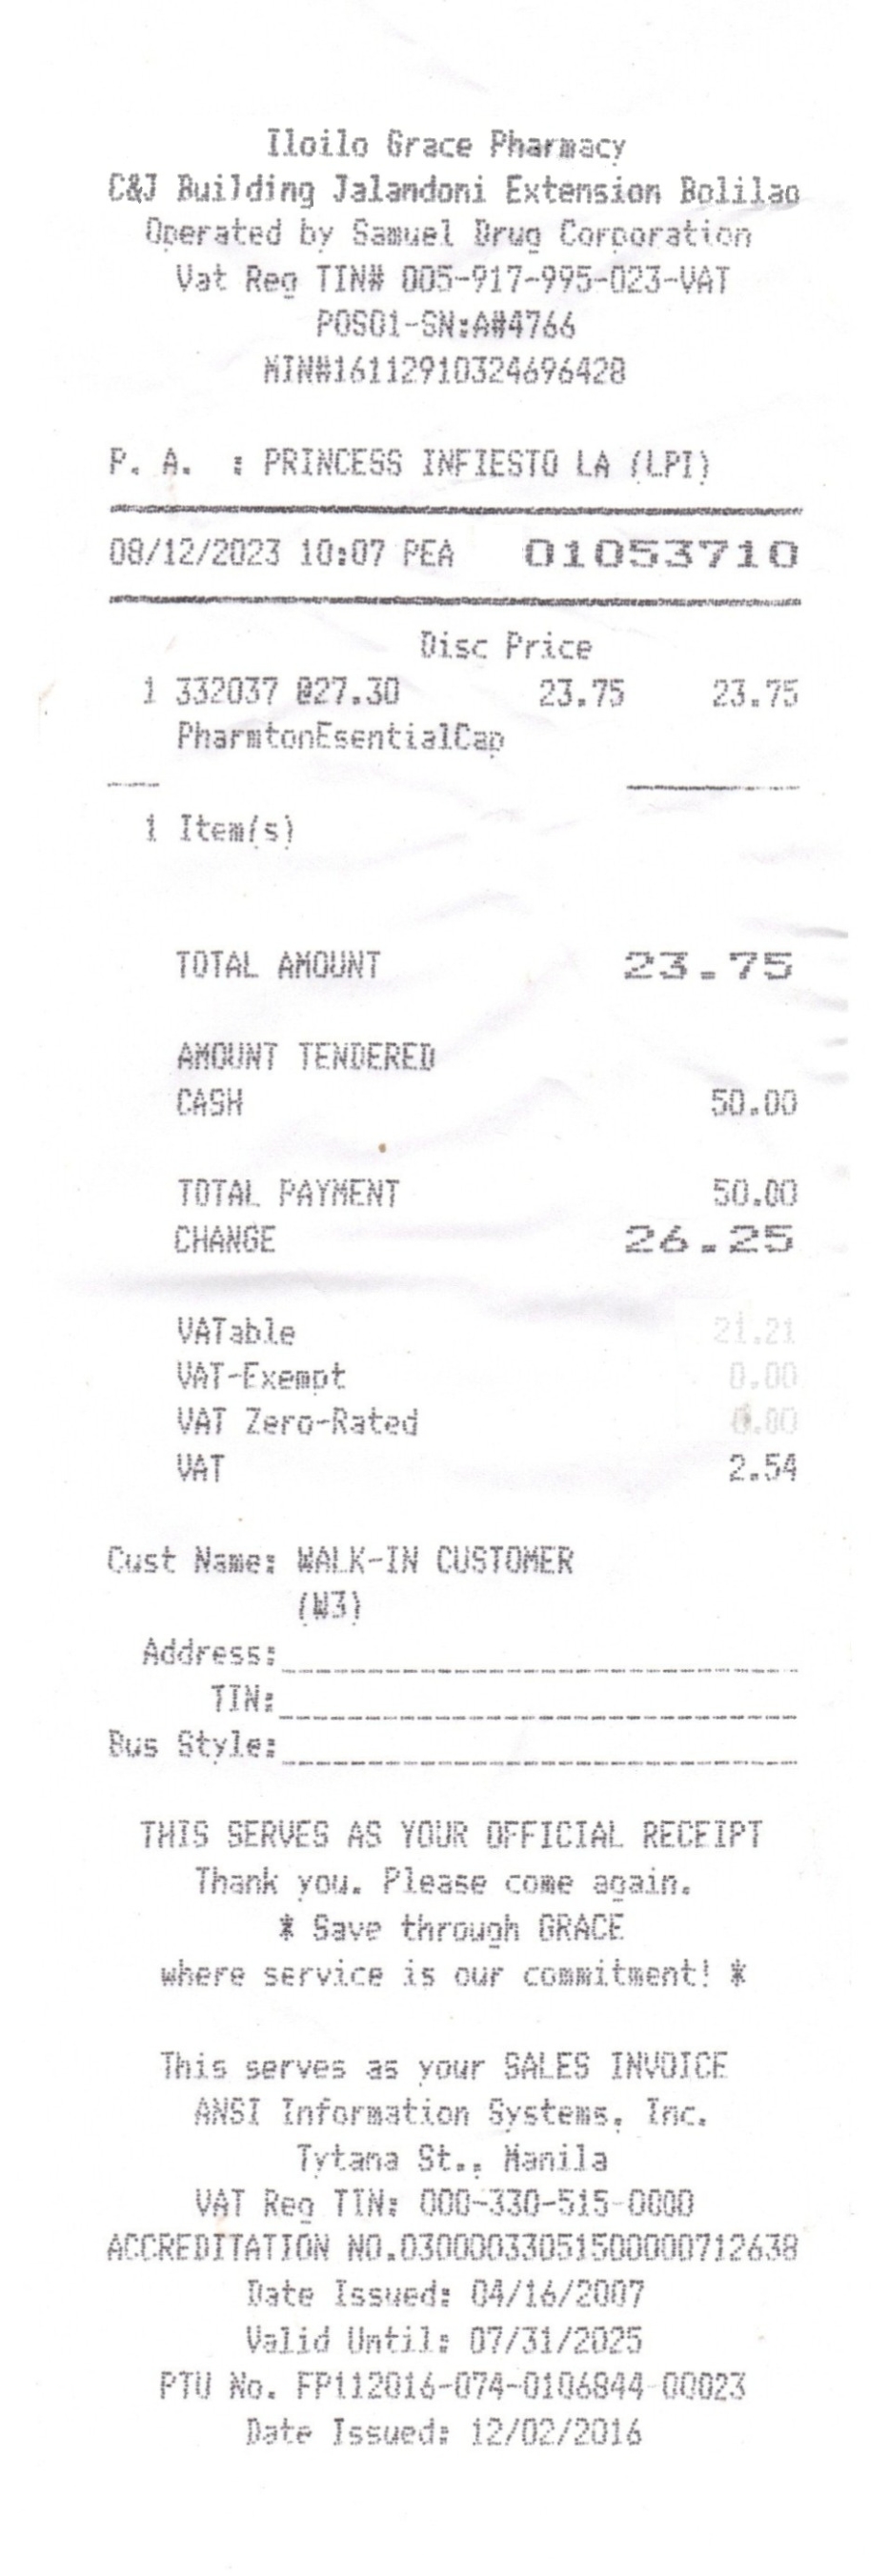 Iloilo Grace Pharmacy
C&J Building Jalandoni Extension Bolilao
Operated by Samuel Drug Corporation
Vat Reg TIN# 005-917-995-023-VAT
POS01-SN:A#4766
MIN#16112910324696428
P. A. : PRINCESS INFIESTO LA (LPI)
08/12/2023 10:07 PEA 01053710
Disc Price
1 332037 @27.30 23.75 23.75
PharmtonEsentialCap
1 Item(s)
TOTAL AMOUNT 23.75
AMOUNT TENDERED
CASH 50.00
TOTAL PAYMENT 50.00
CHANGE 26.25
VATable 21.21
VAT-Exempt 0.00
VAT Zero-Rated 0.00
VAT 2.54
Cust Name: WALK-IN CUSTOMER
(W3)
Address:
TIN:
Bus Style:
THIS SERVES AS YOUR OFFICIAL RECEIPT
Thank you. Please come again.
* Save through GRACE
where service is our commitment! *
This serves as your SALES INVOICE
ANSI Information Systems, Inc.
Tytana St., Manila
VAT Reg TIN: 000-330-515-0000
ACCREDITATION NO.030000330515000000712638
Date Issued: 04/16/2007
Valid Until: 07/31/2025
PTU No. FP112016-074-0106844-00023
Date Issued: 12/02/2016